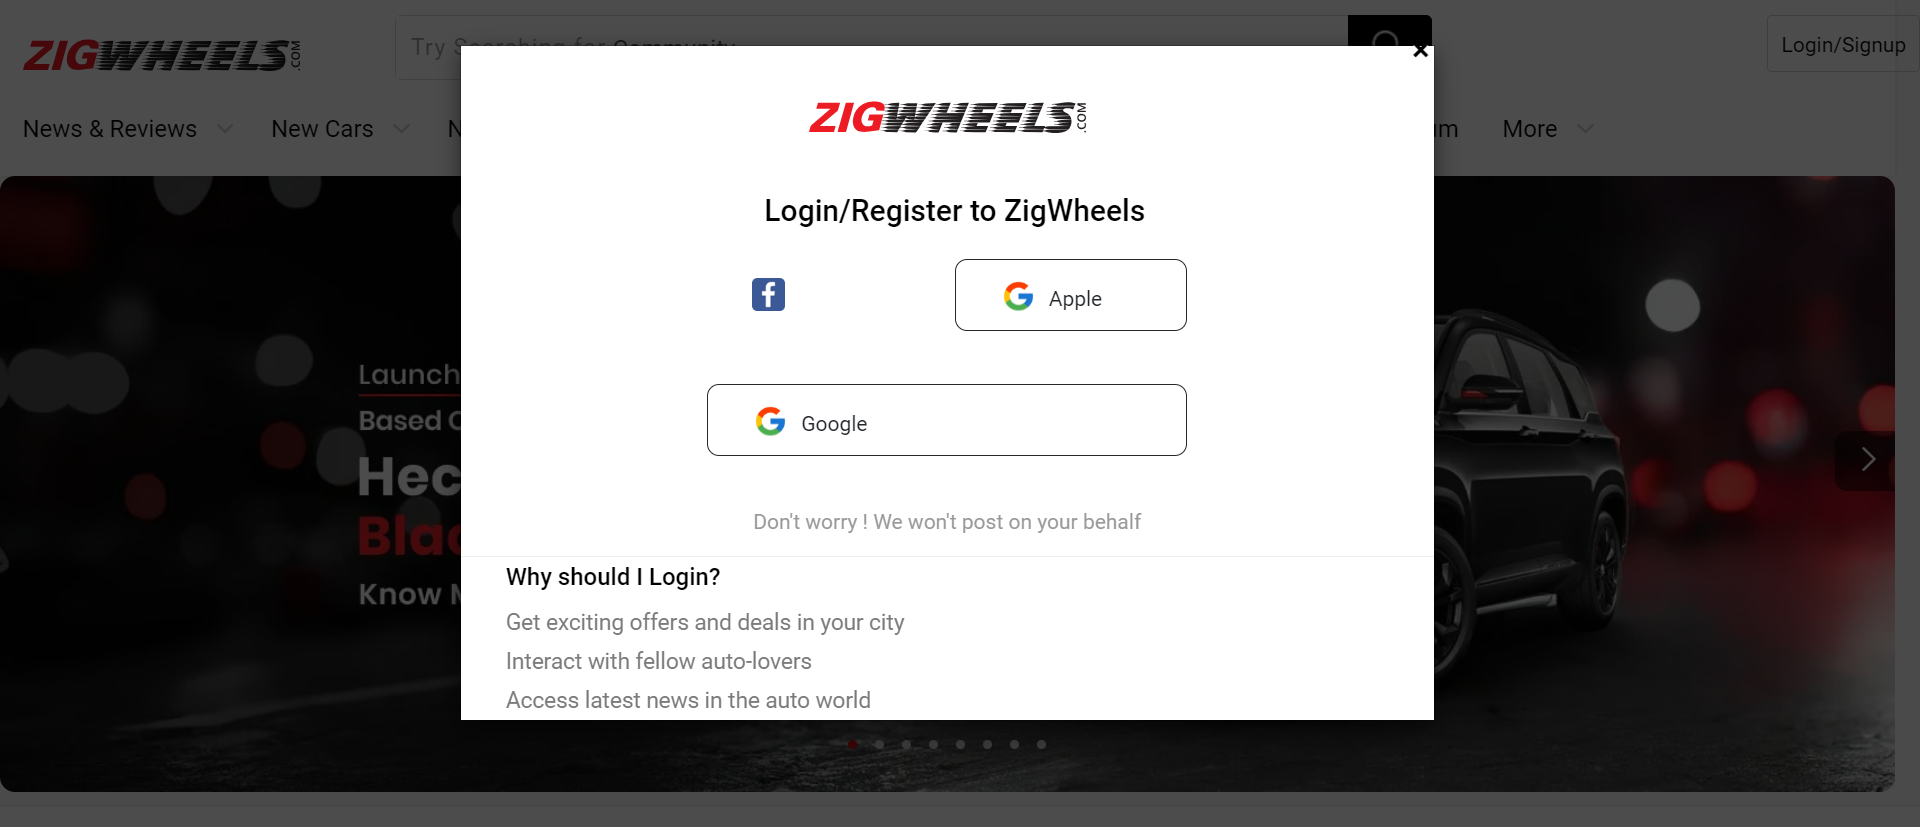 ZIGWHEELS.COM
Try Searching for Community
Login/Signup
News & Reviews
New Cars
N
um
More
ZIGWHEELS.COM
Login/Register to ZigWheels
Apple
Google
Don't worry ! We won't post on your behalf
Why should I Login?
Get exciting offers and deals in your city
Interact with fellow auto-lovers
Access latest news in the auto world
Launch
Based
Hec
Blac
Know